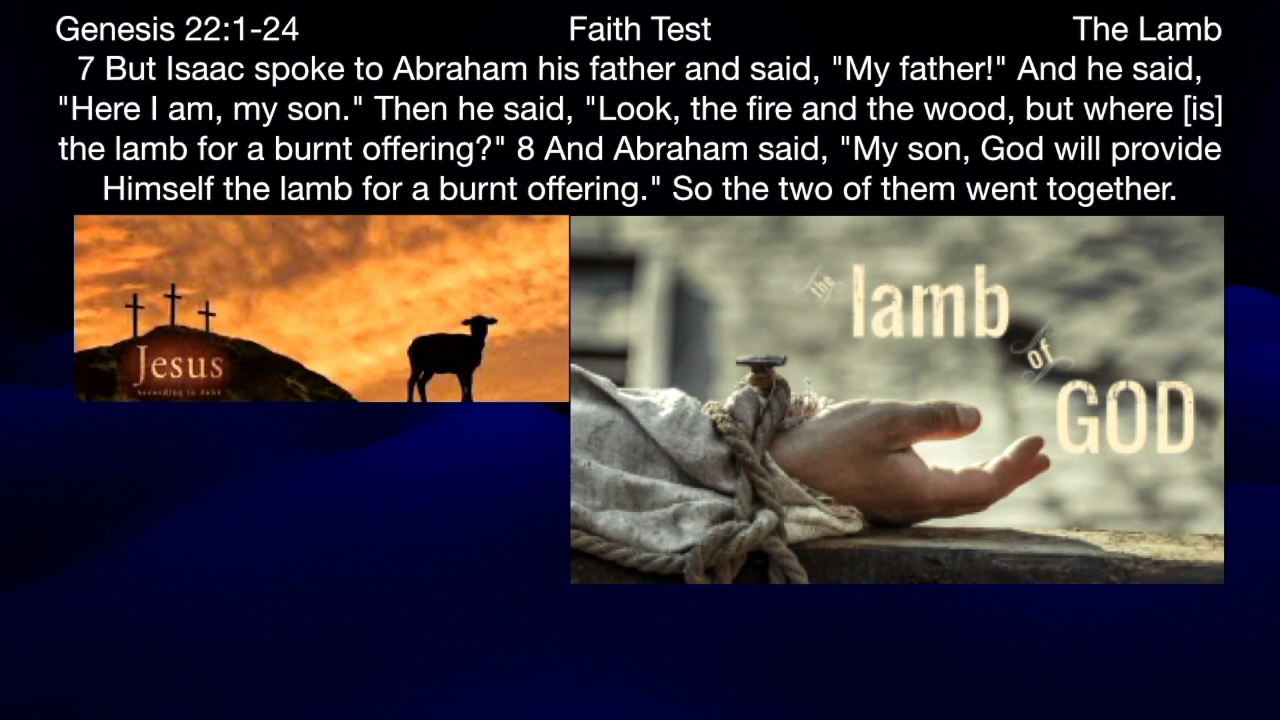 Genesis 22:1-24 Faith Test The Lamb
7 But Isaac spoke to Abraham his father and said, "My father!" And he said,
"Here I am, my son." Then he said, "Look, the fire and the wood, but where [is]
the lamb for a burnt offering?" 8 And Abraham said, "My son, God will provide
Himself the lamb for a burnt offering." So the two of them went together.
Jesus
According to John
the lamb
of
GOD